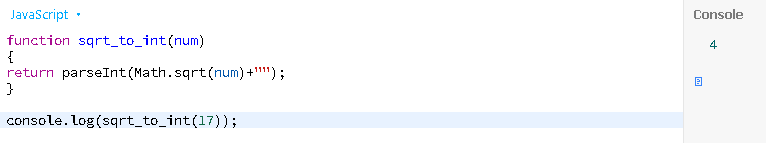 JavaScript
Console
function sqrt_to_int(num)
{
return parseInt(Math.sqrt(num)+"");
}
console.log(sqrt_to_int(17));
4